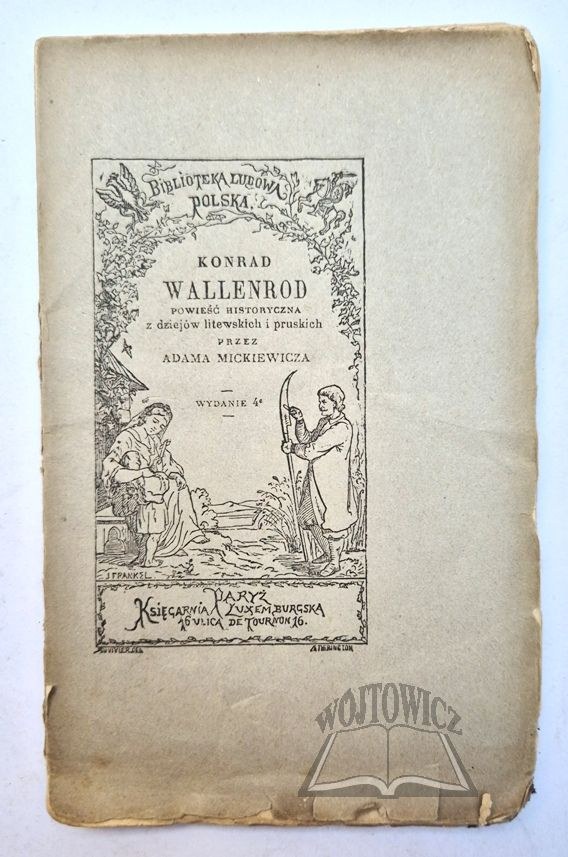 BIBLIOTEKA LUDOWA
POLSKA
KONRAD
WALLENROD
POWIEŚĆ HISTORYCZNA
z dziejów litewskich i pruskich
PRZEZ
ADAMA MICKIEWICZA
WYDANIE 4e
PARYŻ
KSIĘGARNIA LUXEMBURGSKA
16 ULICA DE TOURNON 16.
WOJTOWICZ